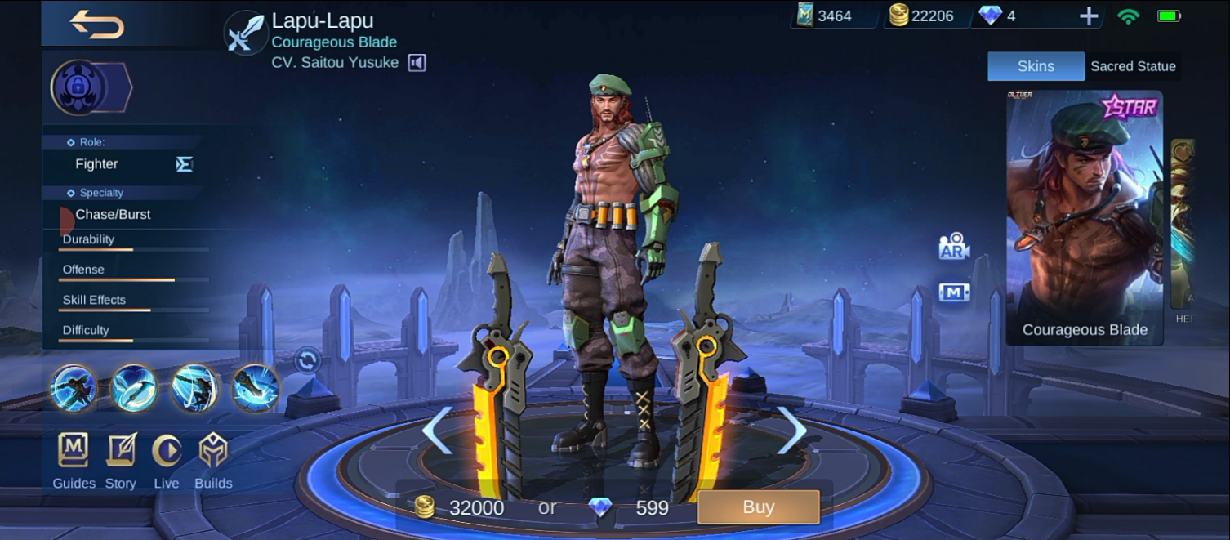 Lapu-Lapu
Courageous Blade
CV. Saitou Yusuke
3464
22206
4
Skins
Sacred Statue
Role:
Fighter
Specialty
Chase/Burst
Durability
Offense
Skill Effects
Difficulty
STAR
AR
M
Courageous Blade
M
Guides
Story
Live
Builds
32000
or
599
Buy